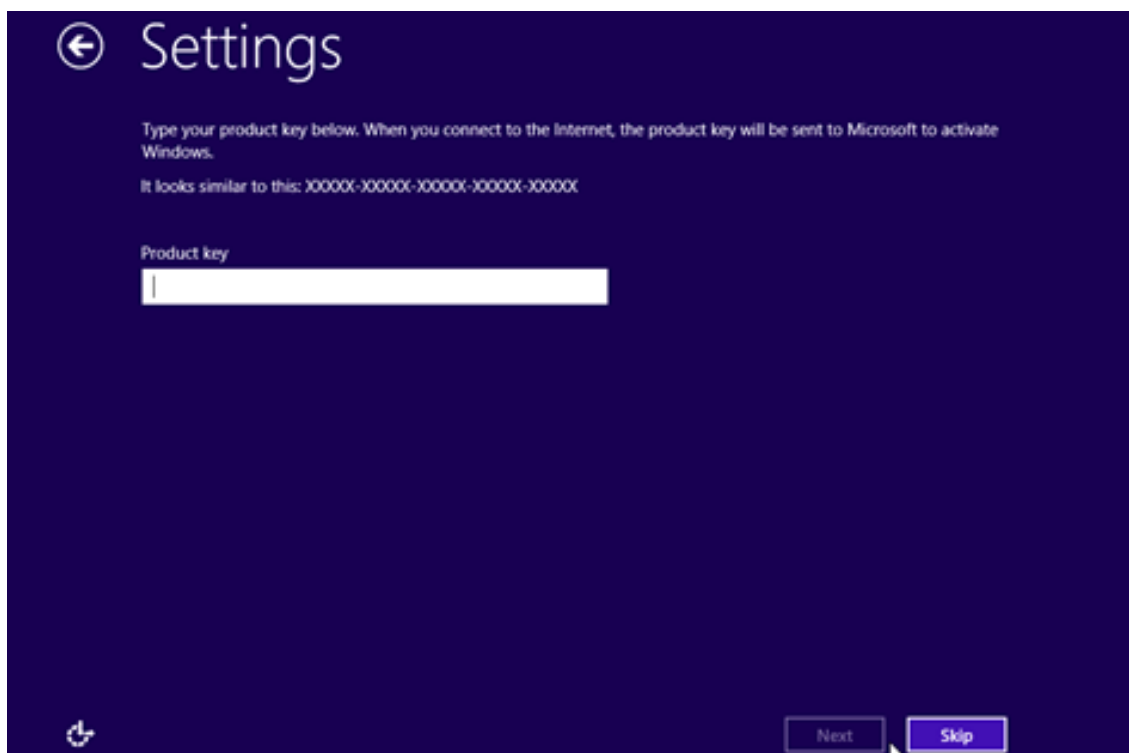 Settings
Type your product key below. When you connect to the Internet, the product key will be sent to Microsoft to activate
Windows.
It looks similar to this: XXXXX-XXXXX-XXXXX-XXXXX-XXXXX
Product key
Next
Skip